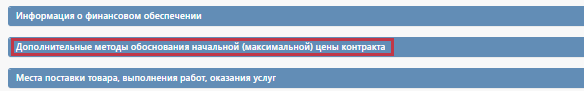 Информация о финансовом обеспечении
Дополнительные методы обоснования начальной (максимальной) цены контракта
Места поставки товара, выполнения работ, оказания услуг